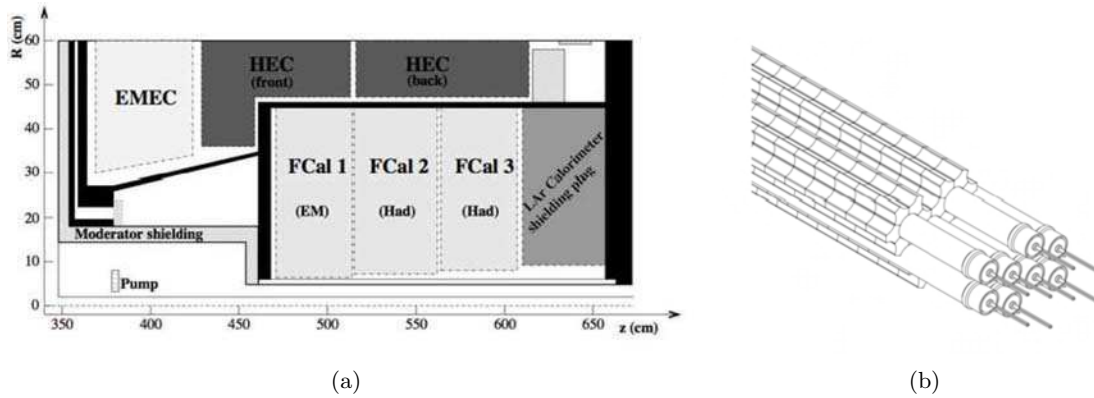 R (cm)
60
50
40
30
20
10
0
350
400
450
500
550
600
650
z (cm)
EMEC
HEC
(front)
HEC
(back)
FCal 1
(EM)
FCal 2
(Had)
FCal 3
(Had)
LAr Calorimeter
shielding plug
Moderator shielding
Pump
(a)
(b)